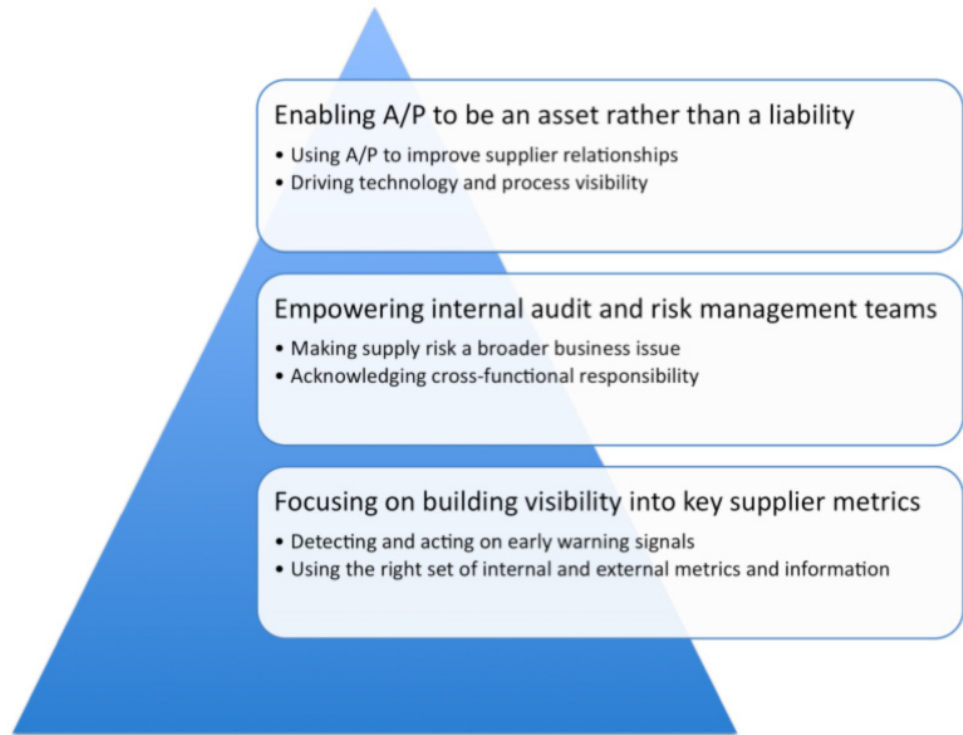 Enabling A/P to be an asset rather than a liability
• Using A/P to improve supplier relationships
• Driving technology and process visibility
Empowering internal audit and risk management teams
• Making supply risk a broader business issue
• Acknowledging cross-functional responsibility
Focusing on building visibility into key supplier metrics
• Detecting and acting on early warning signals
• Using the right set of internal and external metrics and information